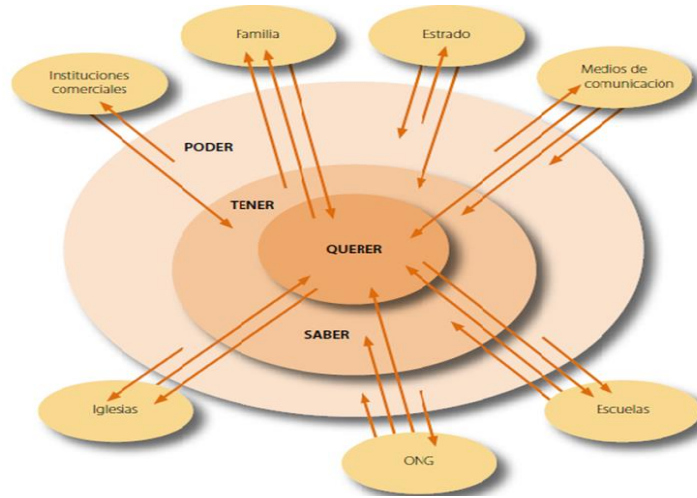 Familia
Estrado
Instituciones
comerciales
Medios de
comunicación
PODER
TENER
QUERER
SABER
Iglesias
Escuelas
ONG